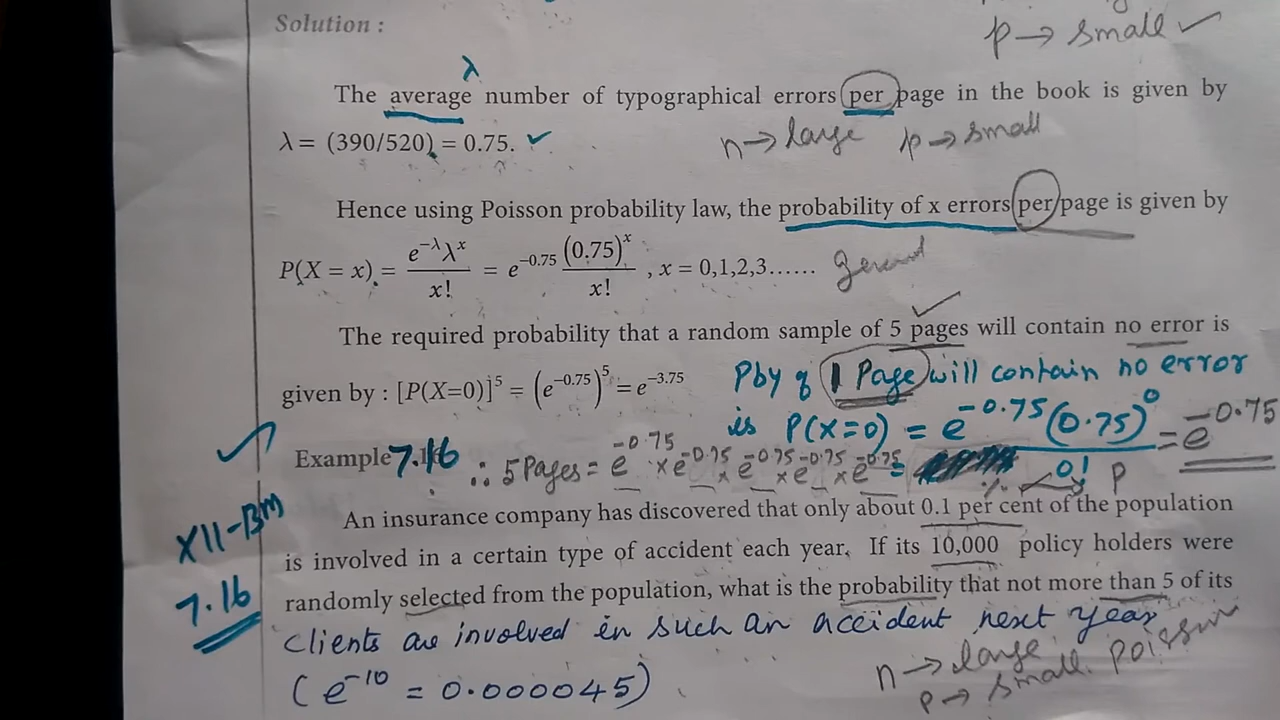 Solution :
p → small ✓
λ
The average number of typographical errors per page in the book is given by
λ = (390/520) = 0.75. ✓
n → large p → small
Hence using Poisson probability law, the probability of x errors per page is given by
P(X = x) = e^{-λ}λ^{x}/x! = e^{-0.75} (0.75)^{x}/x! , x = 0,1,2,3......
The required probability that a random sample of 5 pages will contain no error is
given by : [P(X=0)]^5 = (e^{-0.75})^5 = e^{-3.75}
Pby of 1 Page will contain no error
is P(X=0) = e^{-0.75}(0.75)^0/0! = e^{-0.75}
Example 7.16 ∴ 5 Pages = e^{-0.75} × e^{-0.75} × e^{-0.75} × e^{-0.75} × e^{-0.75} =
P
XII-BM
7.16
An insurance company has discovered that only about 0.1 per cent of the population
is involved in a certain type of accident each year. If its 10,000 policy holders were
randomly selected from the population, what is the probability that not more than 5 of its
clients are involved in such an accident next year
(e^{-10} = 0.000045)
n → large
p → small. Poisson